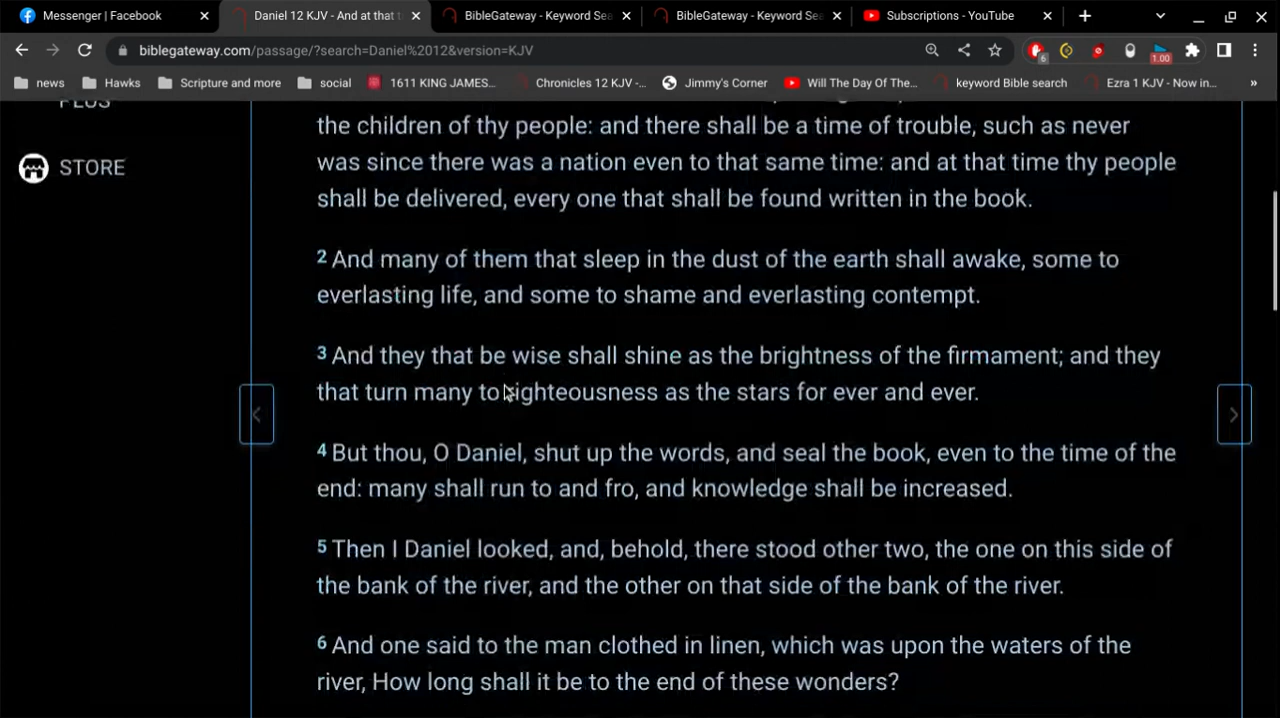 Messenger | Facebook
Daniel 12 KJV - And at that t
BibleGateway - Keyword Sea
BibleGateway - Keyword Sea
Subscriptions - YouTube
biblegateway.com/passage/?search=Daniel%2012&version=KJV
6
1.00
news
Hawks
Scripture and more
social
1611 KING JAMES...
Chronicles 12 KJV -...
Jimmy's Corner
Will The Day Of The...
keyword Bible search
Ezra 1 KJV - Now in...
»
PLUS
STORE
the children of thy people: and there shall be a time of trouble, such as never
was since there was a nation even to that same time: and at that time thy people
shall be delivered, every one that shall be found written in the book.
2 And many of them that sleep in the dust of the earth shall awake, some to
everlasting life, and some to shame and everlasting contempt.
3 And they that be wise shall shine as the brightness of the firmament; and they
that turn many to righteousness as the stars for ever and ever.
4 But thou, O Daniel, shut up the words, and seal the book, even to the time of the
end: many shall run to and fro, and knowledge shall be increased.
5 Then I Daniel looked, and, behold, there stood other two, the one on this side of
the bank of the river, and the other on that side of the bank of the river.
6 And one said to the man clothed in linen, which was upon the waters of the
river, How long shall it be to the end of these wonders?